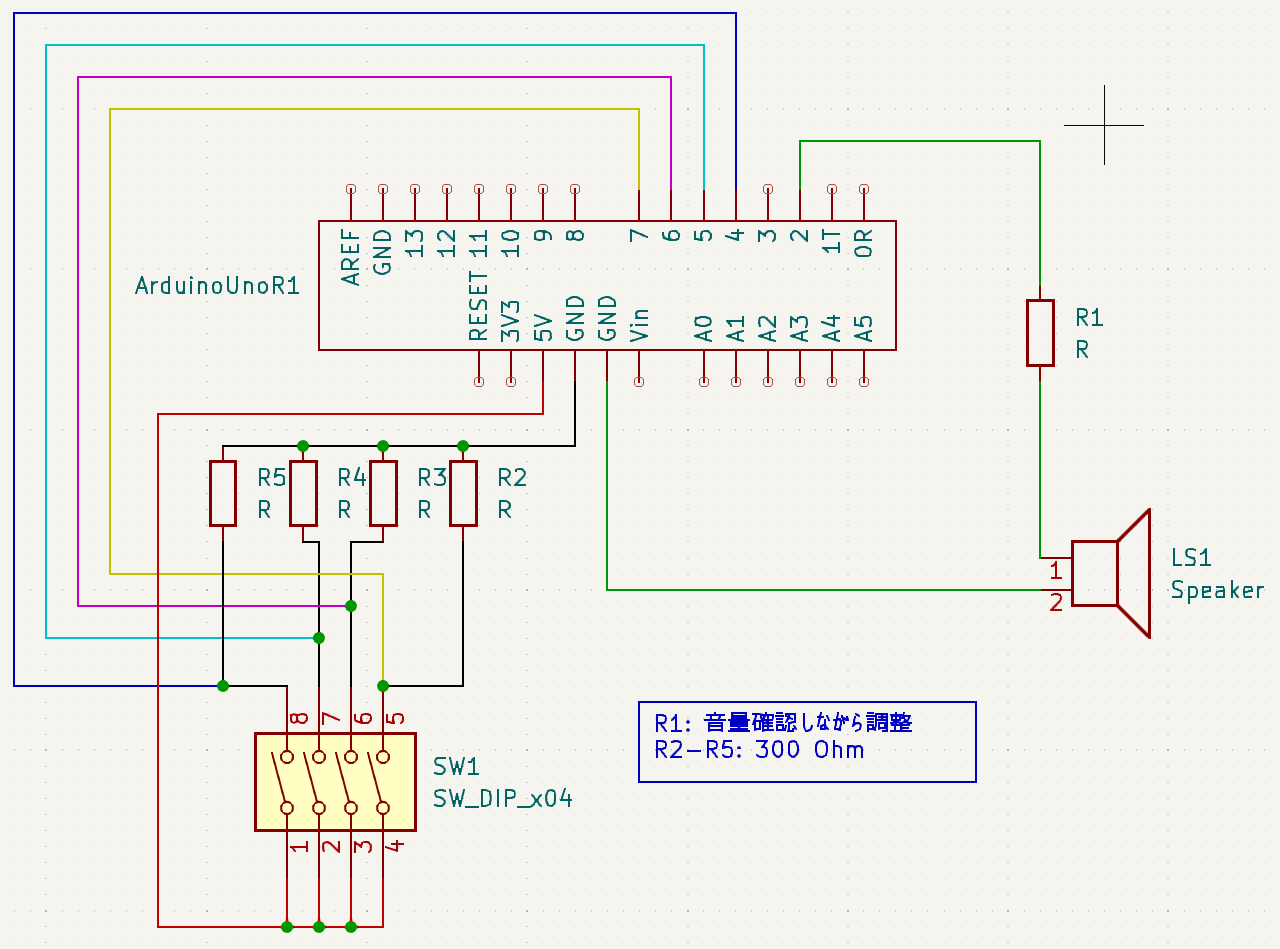 AREF GND 13 12 11 10 9 8 7 6 5 4 3 2 1T 0R
ArduinoUnoR1
RESET 3V3 5V GND GND Vin A0 A1 A2 A3 A4 A5
R1
R
R5 R4 R3 R2
R R R R
1
2
LS1
Speaker
8 7 6 5
SW1
SW_DIP_x04
1 2 3 4
R1: 音量確認しながら調整
R2-R5: 300 Ohm